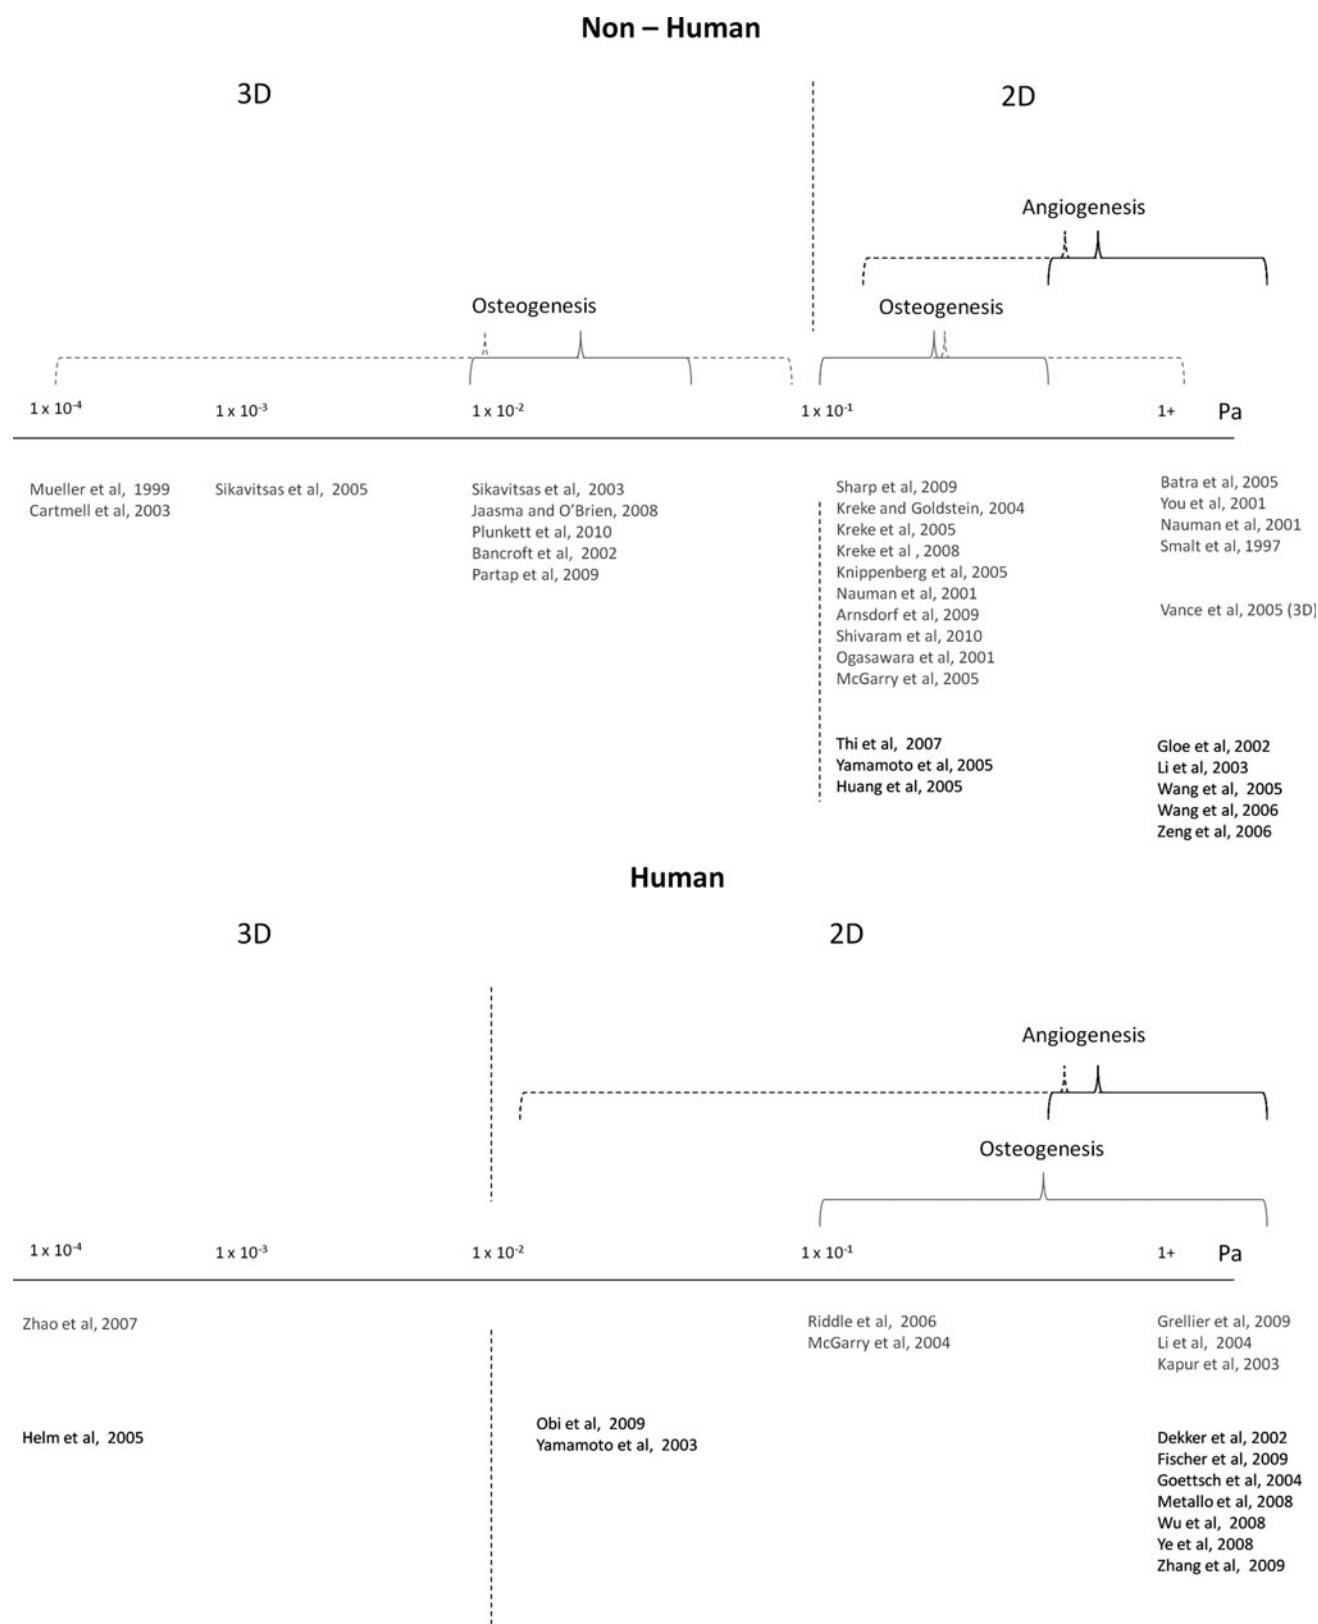 Non – Human
3D
2D
Angiogenesis
Osteogenesis
Osteogenesis
1 x 10⁻⁴
1 x 10⁻³
1 x 10⁻²
1 x 10⁻¹
1+
Pa
Mueller et al, 1999
Cartmell et al, 2003
Sikavitsas et al, 2005
Sikavitsas et al, 2003
Jaasma and O'Brien, 2008
Plunkett et al, 2010
Bancroft et al, 2002
Partap et al, 2009
Sharp et al, 2009
Kreke and Goldstein, 2004
Kreke et al, 2005
Kreke et al , 2008
Knippenberg et al, 2005
Nauman et al, 2001
Arnsdorf et al, 2009
Shivaram et al, 2010
Ogasawara et al, 2001
McGarry et al, 2005
Batra et al, 2005
You et al, 2001
Nauman et al, 2001
Smalt et al, 1997
Vance et al, 2005 (3D)
Thi et al, 2007
Yamamoto et al, 2005
Huang et al, 2005
Gloe et al, 2002
Li et al, 2003
Wang et al, 2005
Wang et al, 2006
Zeng et al, 2006
Human
3D
2D
Angiogenesis
Osteogenesis
1 x 10⁻⁴
1 x 10⁻³
1 x 10⁻²
1 x 10⁻¹
1+
Pa
Zhao et al, 2007
Riddle et al, 2006
McGarry et al, 2004
Grellier et al, 2009
Li et al, 2004
Kapur et al, 2003
Helm et al, 2005
Obi et al, 2009
Yamamoto et al, 2003
Dekker et al, 2002
Fischer et al, 2009
Goettsch et al, 2004
Metallo et al, 2008
Wu et al, 2008
Ye et al, 2008
Zhang et al, 2009